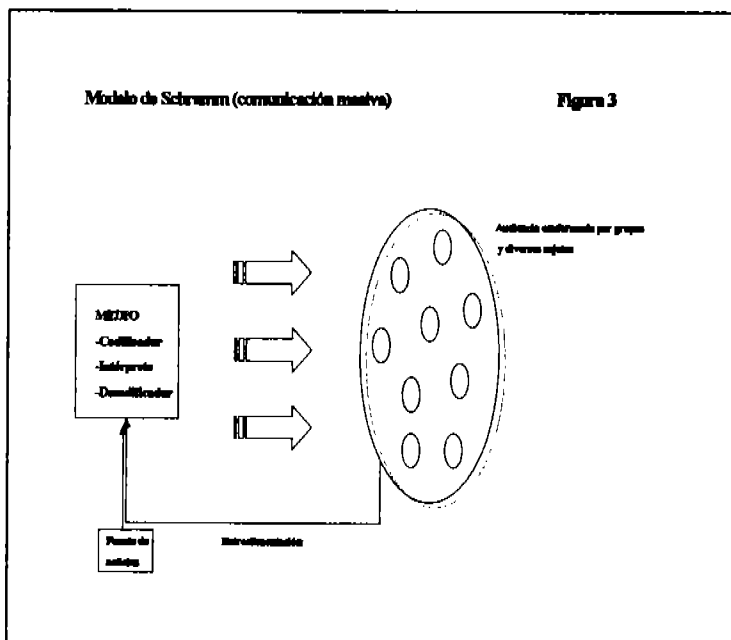 Modelo de Schramm (comunicación masiva)
Figura 3
Audiencia conformada por grupos
y diversos sujetos
MEDIO
-Codificador
-Intérprete
-Decodificador
Fuente de
noticias
Retroalimentación